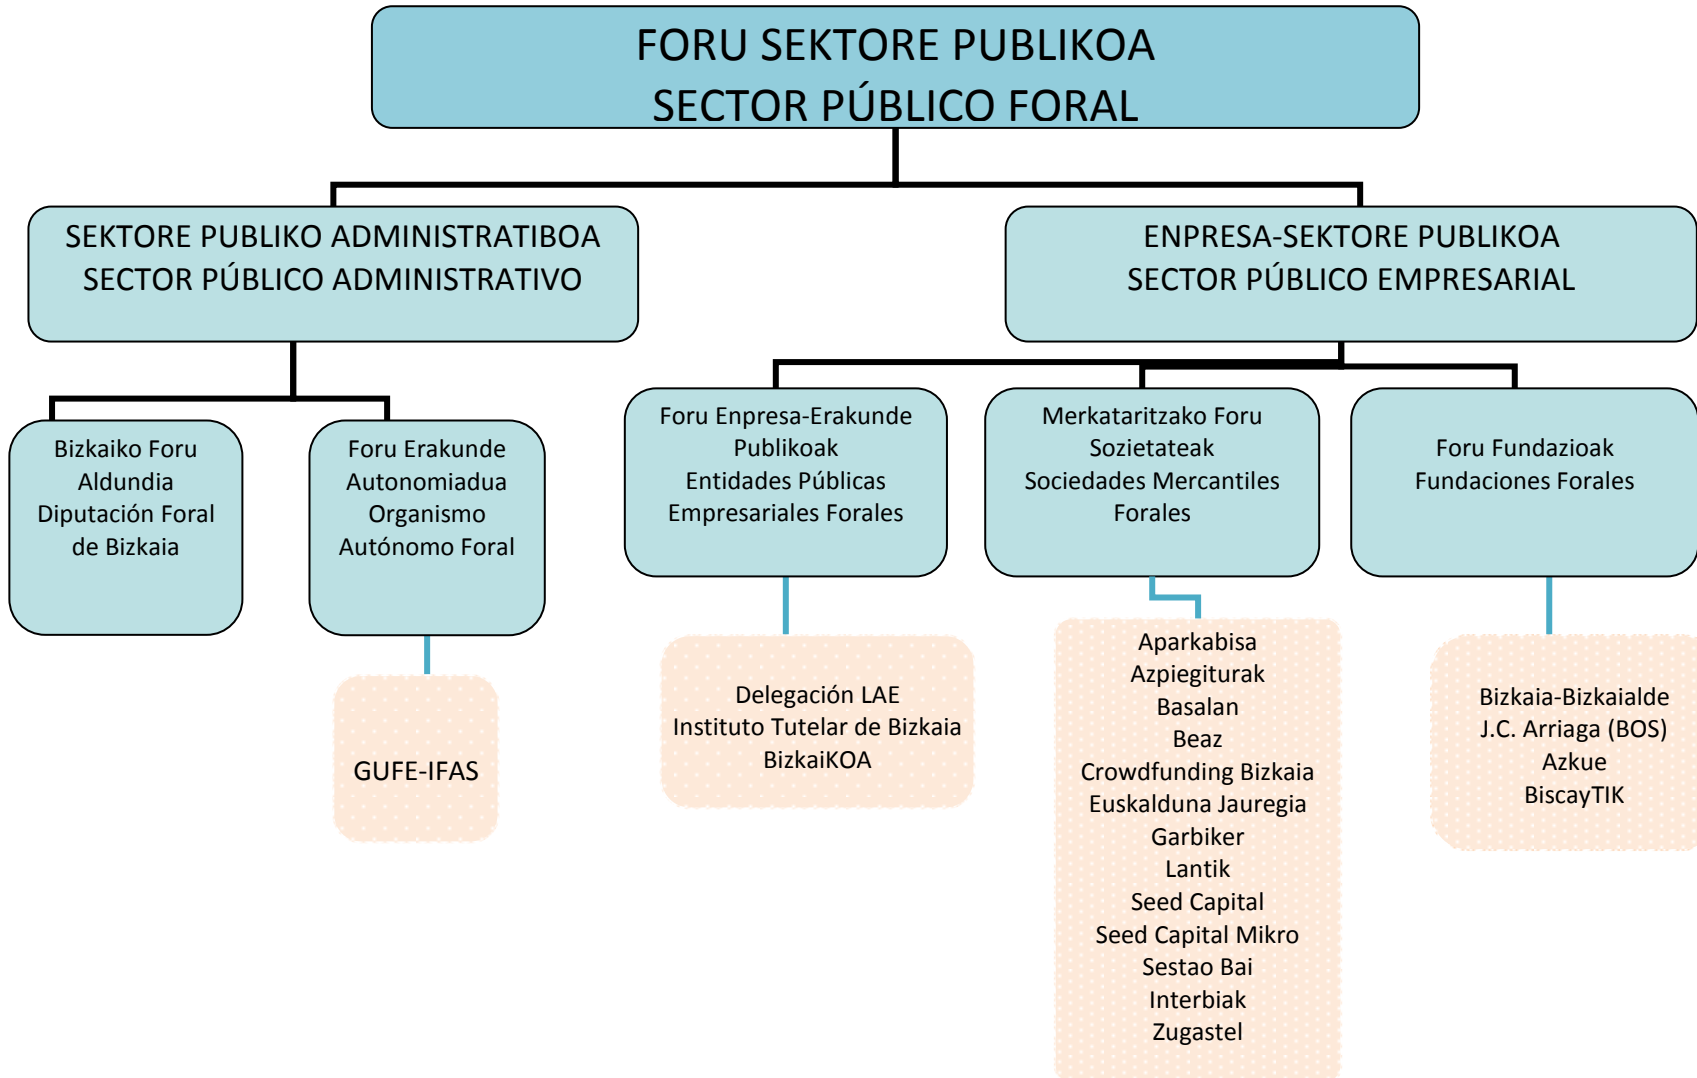 FORU SEKTORE PUBLIKOA
SECTOR PÚBLICO FORAL
SEKTORE PUBLIKO ADMINISTRATIBOA
SECTOR PÚBLICO ADMINISTRATIVO
ENPRESA-SEKTORE PUBLIKOA
SECTOR PÚBLICO EMPRESARIAL
Bizkaiko Foru
Aldundia
Diputación Foral
de Bizkaia
Foru Erakunde
Autonomiadua
Organismo
Autónomo Foral
Foru Enpresa-Erakunde
Publikoak
Entidades Públicas
Empresariales Forales
Merkataritzako Foru
Sozietateak
Sociedades Mercantiles
Forales
Foru Fundazioak
Fundaciones Forales
GUFE-IFAS
Delegación LAE
Instituto Tutelar de Bizkaia
BizkaiKOA
Aparkabisa
Azpiegiturak
Basalan
Beaz
Crowdfunding Bizkaia
Euskalduna Jauregia
Garbiker
Lantik
Seed Capital
Seed Capital Mikro
Sestao Bai
Interbiak
Zugastel
Bizkaia-Bizkaialde
J.C. Arriaga (BOS)
Azkue
BiscayTIK